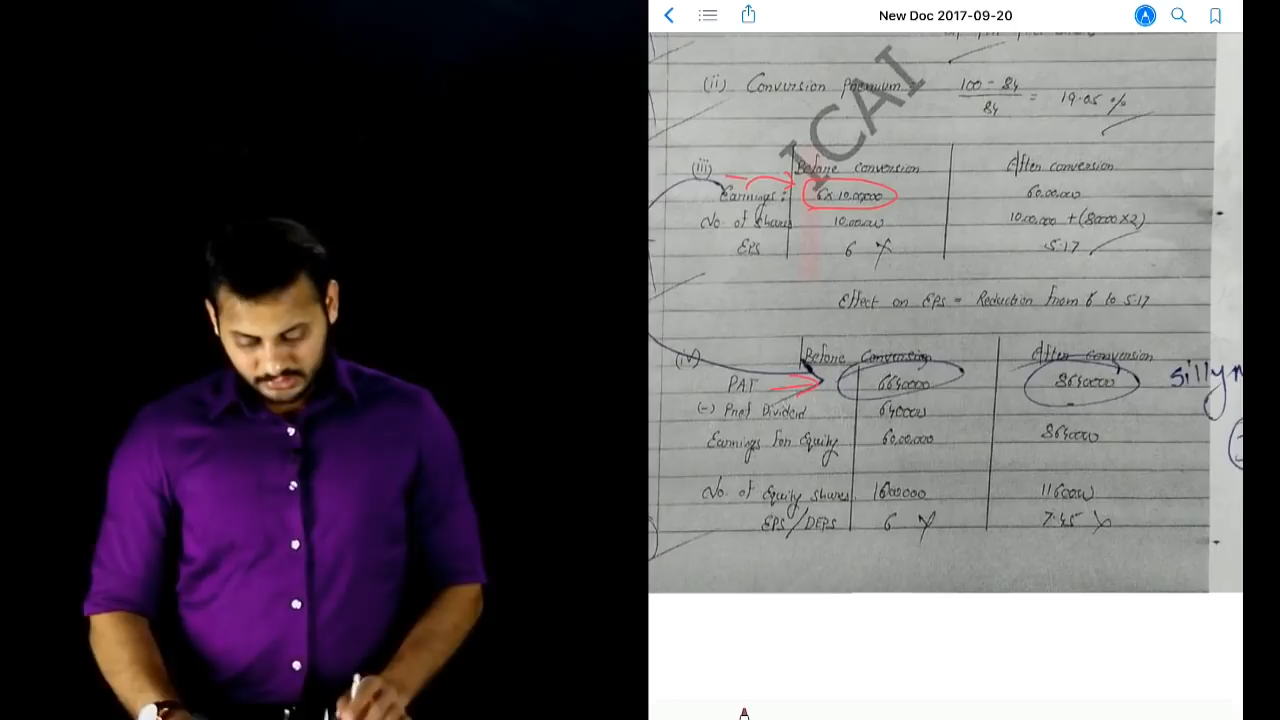 New Doc 2017-09-20
(ii) Conversion Premium: 100 - 84 / 84 = 19.05 %
ICAI
(iii) Before conversion After conversion
Earnings: 6 x 10,00,000 60,00,000
No. of shares 10,00,000 10,00,000 + (80000 x 2)
EPS 6 5.17
Effect on EPS = Reduction from 6 to 5.17
(iv) Before Conversion After conversion
PAT 6640000 8640000 silly
(-) Pref Dividend 640000
Earnings for Equity 60,00,000 8640000
No. of Equity shares 1000000 1160000
EPS/DEPS 6 7.45